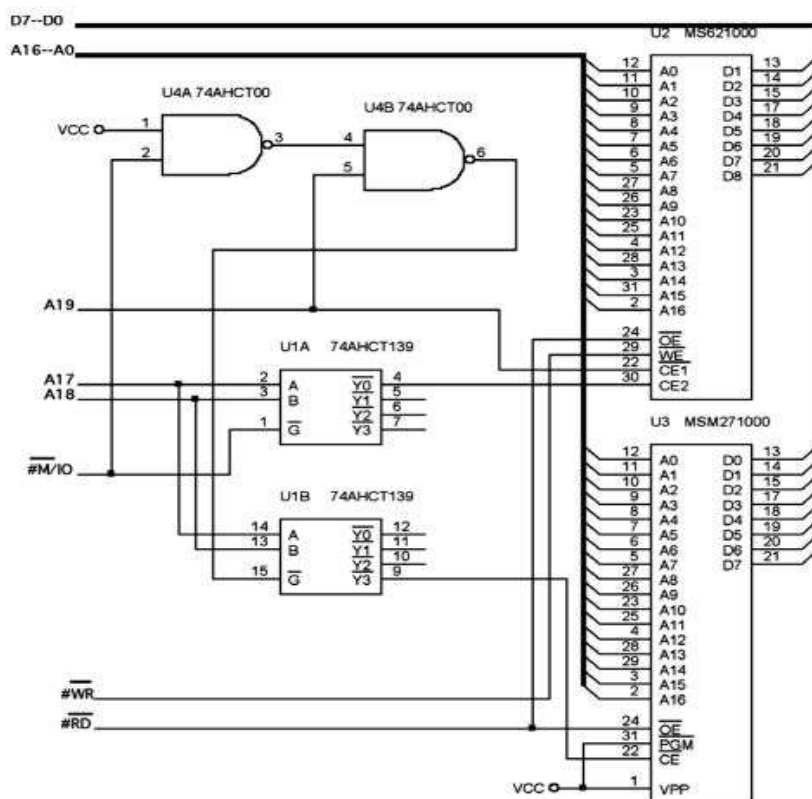 D7--D0
A16--A0
U2 MS621000
12 A0 D1 13
11 A1 D2 14
10 A2 D3 15
9 A3 D4 17
8 A4 D5 18
7 A5 D6 19
6 A6 D7 20
5 A7 D8 21
27 A8
26 A9
23 A10
25 A11
4 A12
28 A13
3 A14
31 A15
2 A16
24 OE
29 WE
22 CE1
30 CE2
U4A 74AHCT00
VCC 1
2
3
U4B 74AHCT00
4
5
6
A19
U1A 74AHCT139
A17 2 A Y0 4
A18 3 B Y1 5
Y2 6
1 G Y3 7
#M/IO
U1B 74AHCT139
14 A Y0 12
13 B Y1 11
Y2 10
15 G Y3 9
U3 MSM271000
12 A0 D0 13
11 A1 D1 14
10 A2 D2 15
9 A3 D3 17
8 A4 D4 18
7 A5 D5 19
6 A6 D6 20
5 A7 D7 21
27 A8
26 A9
23 A10
25 A11
4 A12
28 A13
29 A14
3 A15
2 A16
24 OE
31 PGM
22 CE
1 VPP
#WR
#RD
VCC